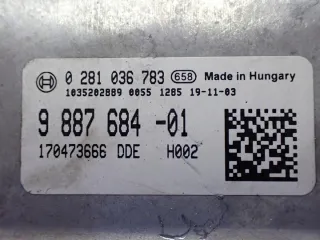 0 281 036 783 658 Made in Hungary
1035202889 0055 1285 19-11-03
9 887 684 -01
170473666 DDE H002